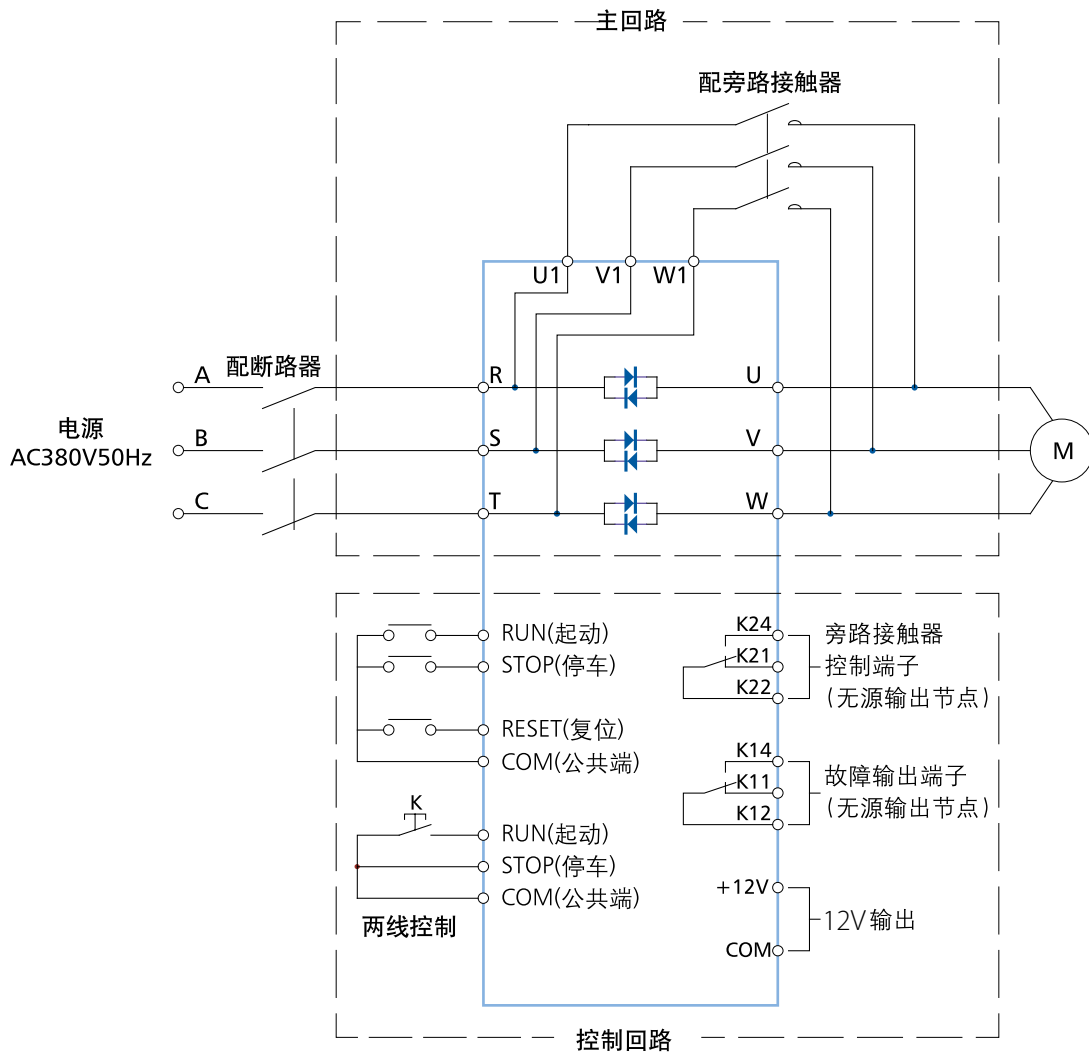 主回路
配旁路接触器
U1 V1 W1
A 配断路器 R U
电源
AC380V50Hz
B S V M
C T W
RUN(起动)
STOP(停车)
RESET(复位)
COM(公共端)
K24
K21
K22
旁路接触器
控制端子
(无源输出节点)
K14
K11
K12
故障输出端子
(无源输出节点)
K
RUN(起动)
STOP(停车)
COM(公共端)
两线控制
+12V
COM
12V输出
控制回路